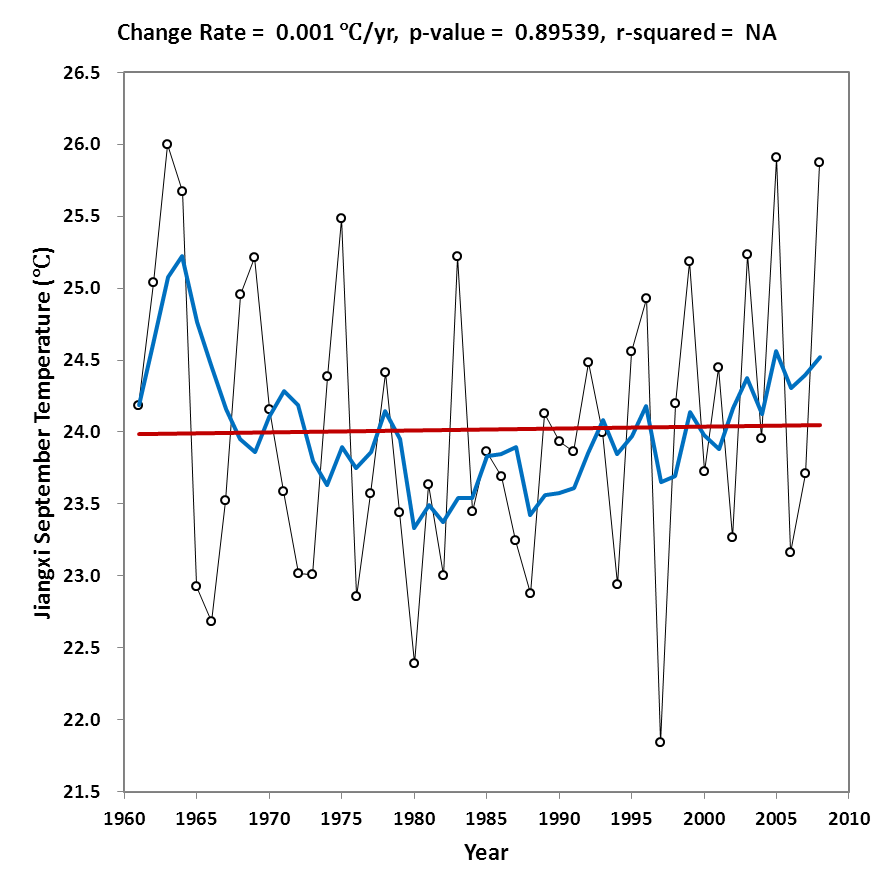 Change Rate = 0.001 ℃/yr, p-value = 0.89539, r-squared = NA
26.5
26.0
25.5
25.0
24.5
24.0
23.5
23.0
22.5
22.0
21.5
Jiangxi September Temperature (℃)
1960 1965 1970 1975 1980 1985 1990 1995 2000 2005 2010
Year